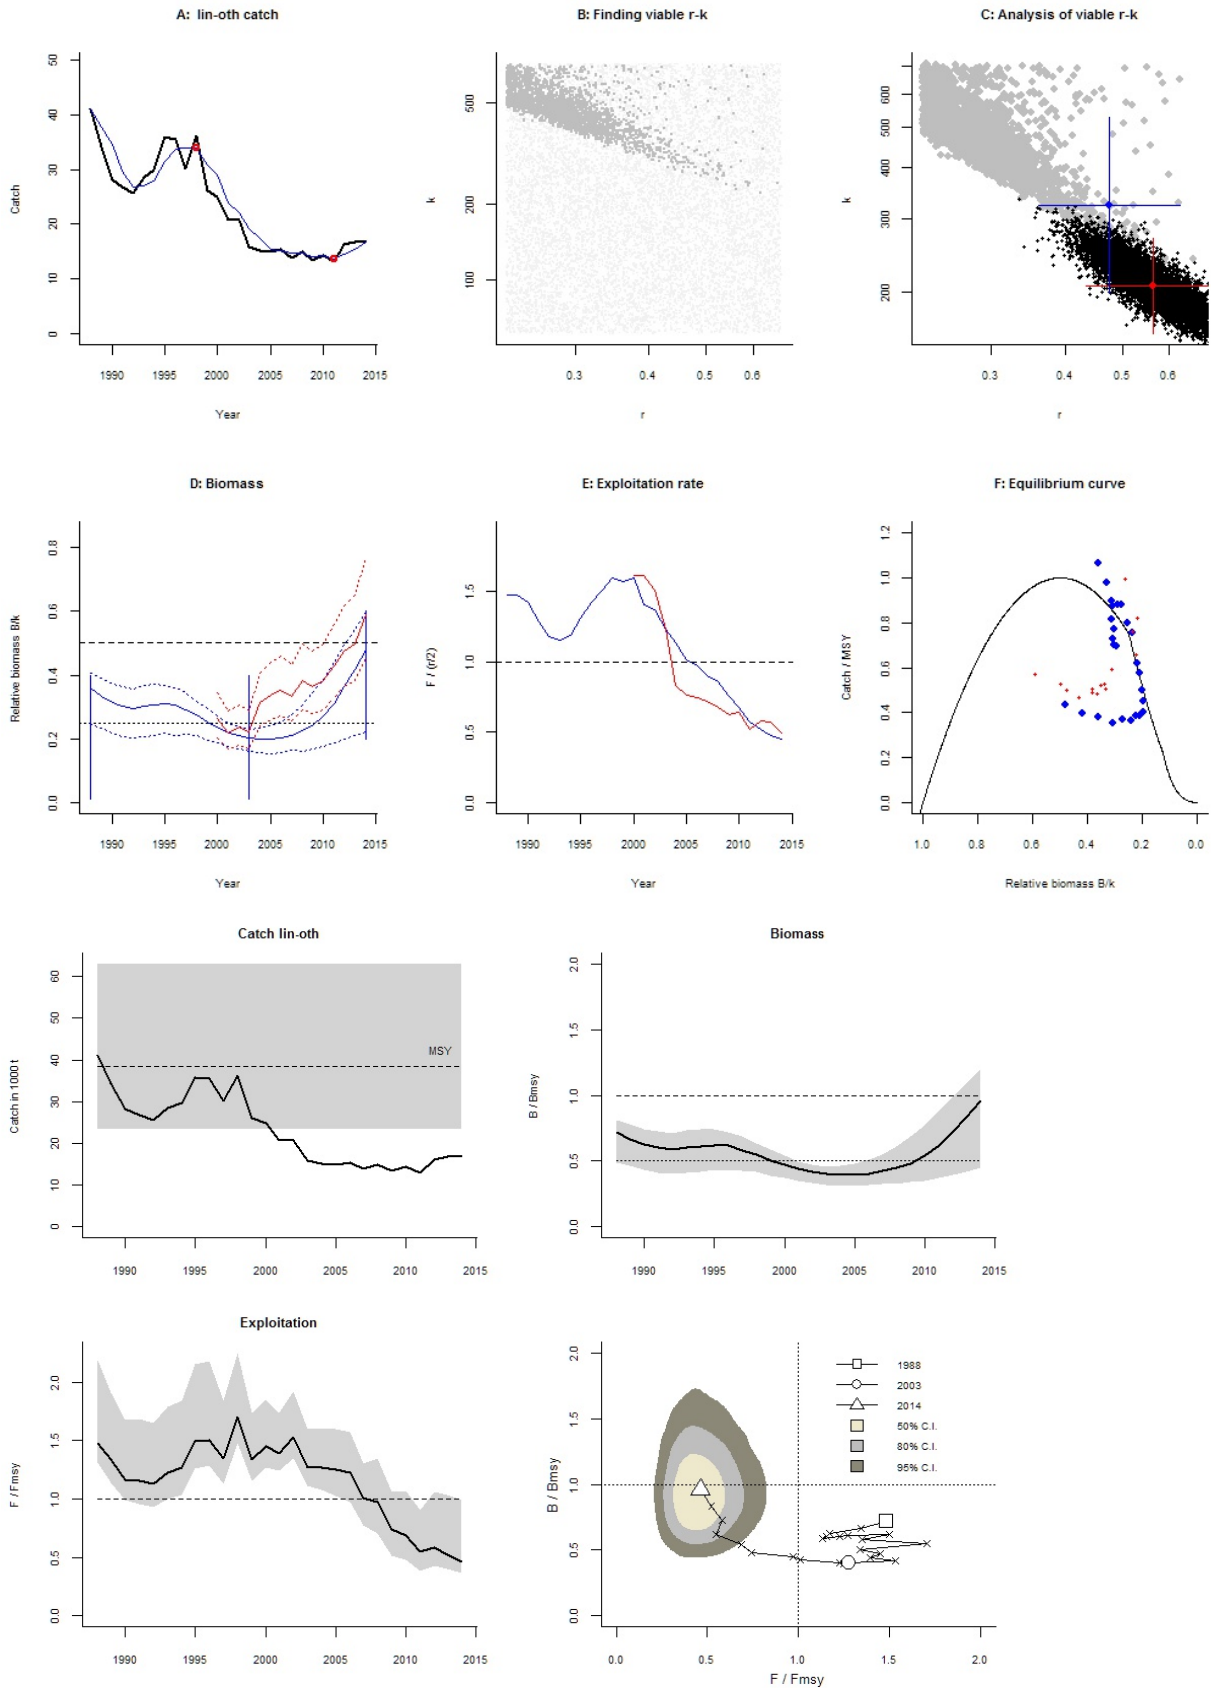 A: lin-oth catch
B: Finding viable r-k
C: Analysis of viable r-k
Catch
50
40
30
20
10
0
1990 1995 2000 2005 2010 2015
Year
k
500
200
100
0.3 0.4 0.5 0.6
r
k
600
500
400
300
200
0.3 0.4 0.5 0.6
r
D: Biomass
E: Exploitation rate
F: Equilibrium curve
Relative biomass B/k
0.8
0.6
0.4
0.2
0.0
1990 1995 2000 2005 2010 2015
Year
F / (r/2)
1.5
1.0
0.5
0.0
1990 1995 2000 2005 2010 2015
Year
Catch / MSY
1.2
1.0
0.8
0.6
0.4
0.2
0.0
1.0 0.8 0.6 0.4 0.2 0.0
Relative biomass B/k
Catch lin-oth
Biomass
Catch in 1000 t
60
50
40
30
20
10
0
MSY
1990 1995 2000 2005 2010 2015
B / Bmsy
2.0
1.5
1.0
0.5
0.0
1990 1995 2000 2005 2010 2015
Exploitation
F / Fmsy
2.0
1.5
1.0
0.5
0.0
1990 1995 2000 2005 2010 2015
B / Bmsy
2.0
1.5
1.0
0.5
0.0
1988
2003
2014
50% C.I.
80% C.I.
95% C.I.
0.0 0.5 1.0 1.5 2.0
F / Fmsy